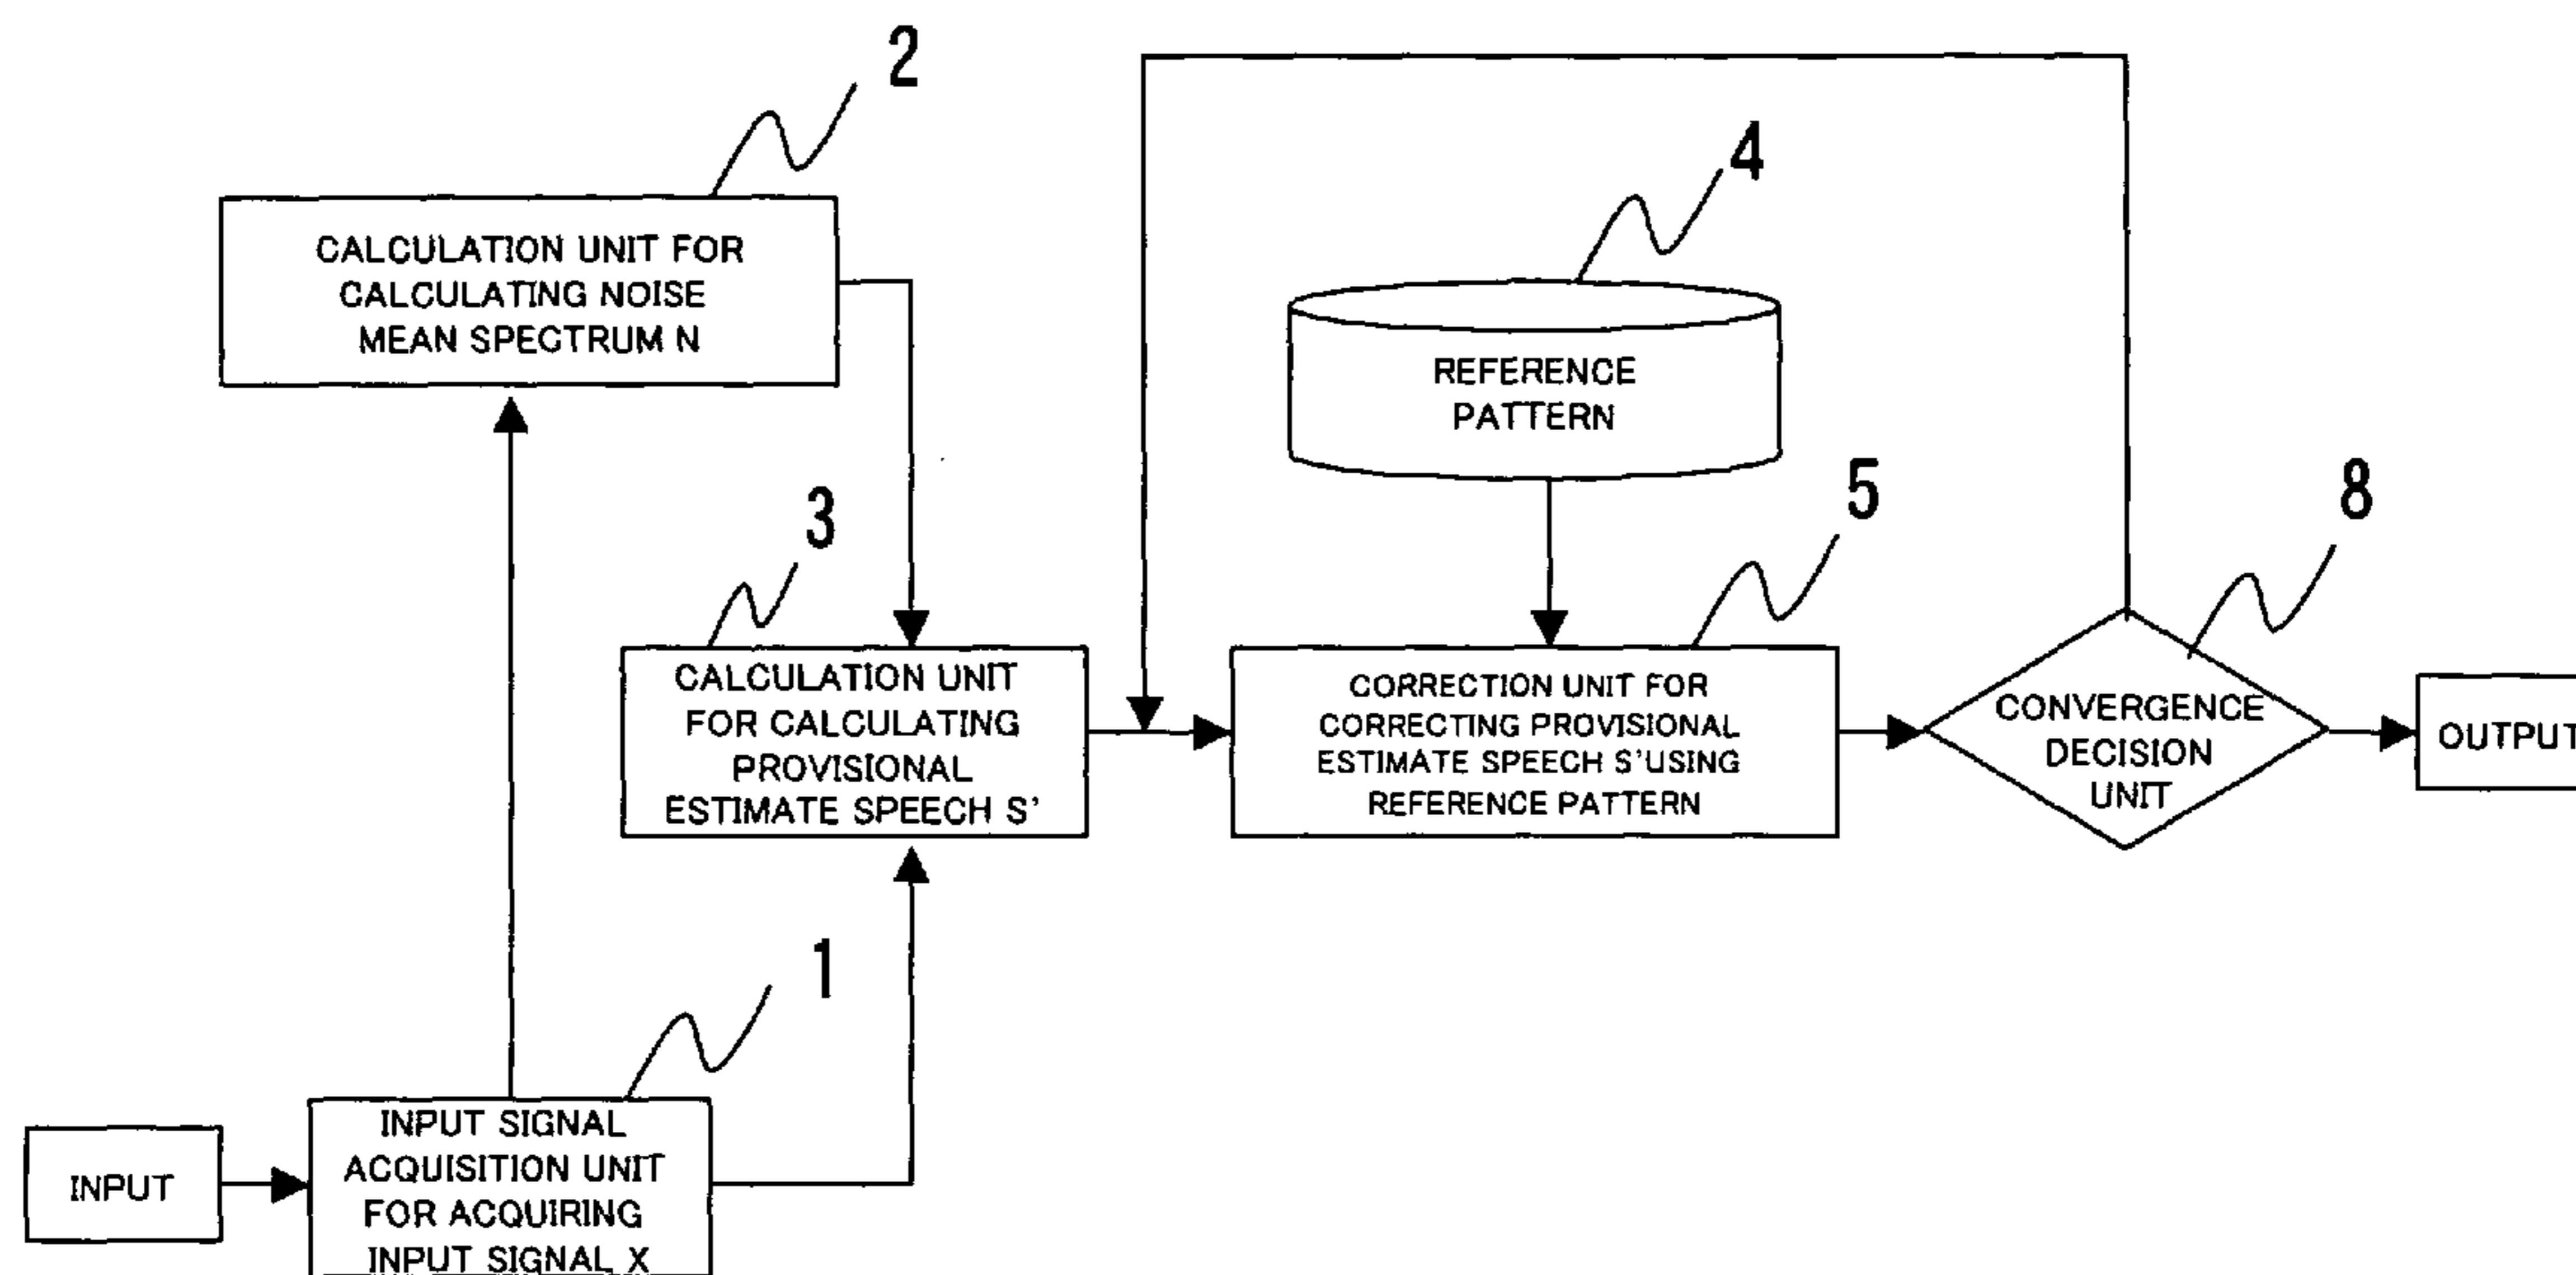 2
CALCULATION UNIT FOR
CALCULATING NOISE
MEAN SPECTRUM N
4
REFERENCE
PATTERN
3
CALCULATION UNIT
FOR CALCULATING
PROVISIONAL
ESTIMATE SPEECH S'
5
CORRECTION UNIT FOR
CORRECTING PROVISIONAL
ESTIMATE SPEECH S'USING
REFERENCE PATTERN
8
CONVERGENCE
DECISION
UNIT
OUTPUT
1
INPUT
INPUT SIGNAL
ACQUISITION UNIT
FOR ACQUIRING
INPUT SIGNAL X